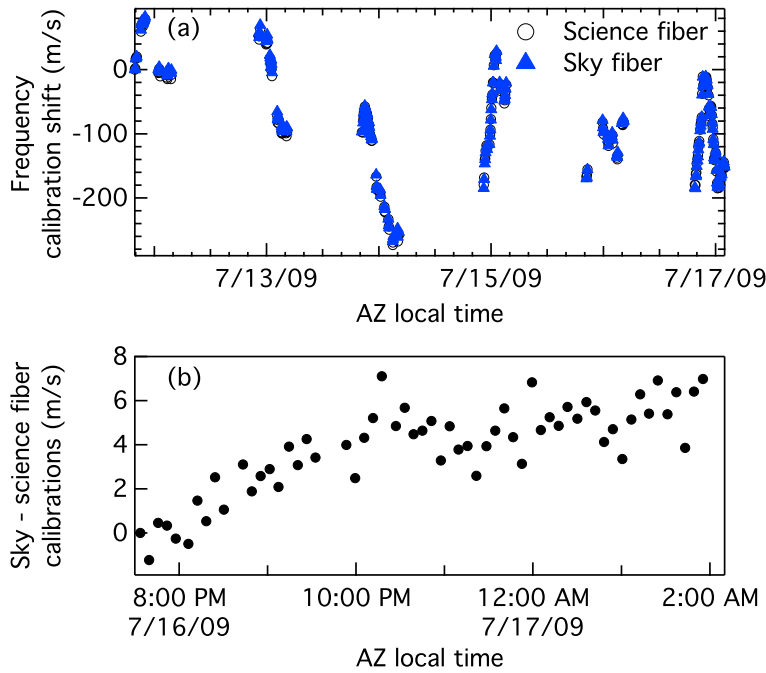 (a)
Science fiber
Sky fiber
0
-100
-200
Frequency
calibration shift (m/s)
7/13/09 7/15/09 7/17/09
AZ local time
(b)
8
6
4
2
0
Sky - science fiber
calibrations (m/s)
8:00 PM 10:00 PM 12:00 AM 2:00 AM
7/16/09 7/17/09
AZ local time